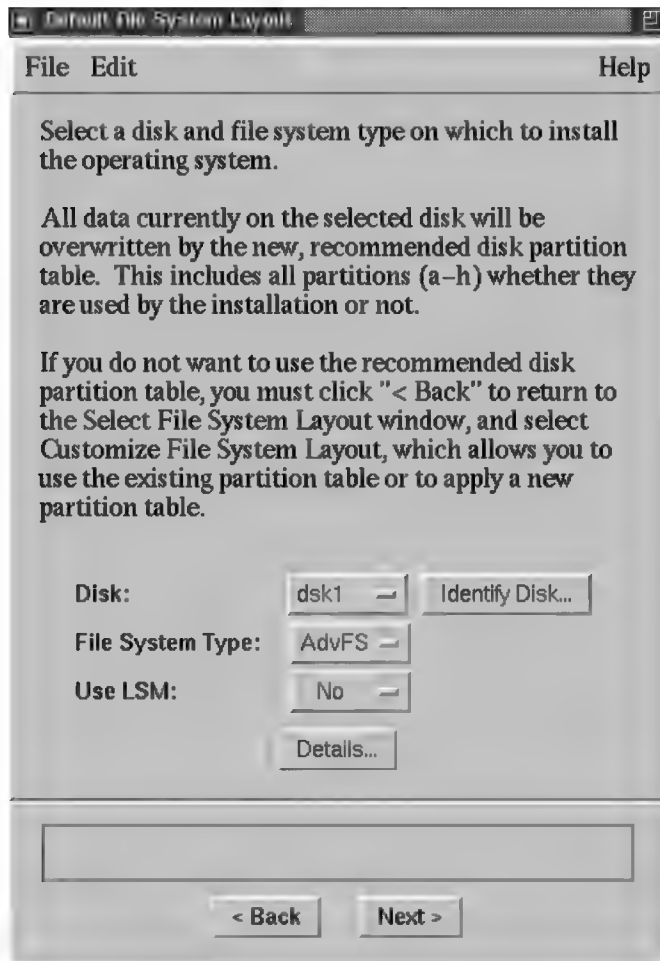 Default File System Layout
File Edit Help
Select a disk and file system type on which to install
the operating system.
All data currently on the selected disk will be
overwritten by the new, recommended disk partition
table. This includes all partitions (a-h) whether they
are used by the installation or not.
If you do not want to use the recommended disk
partition table, you must click "< Back" to return to
the Select File System Layout window, and select
Customize File System Layout, which allows you to
use the existing partition table or to apply a new
partition table.
Disk: dsk1 Identify Disk...
File System Type: AdvFS
Use LSM: No
Details...
< Back Next >